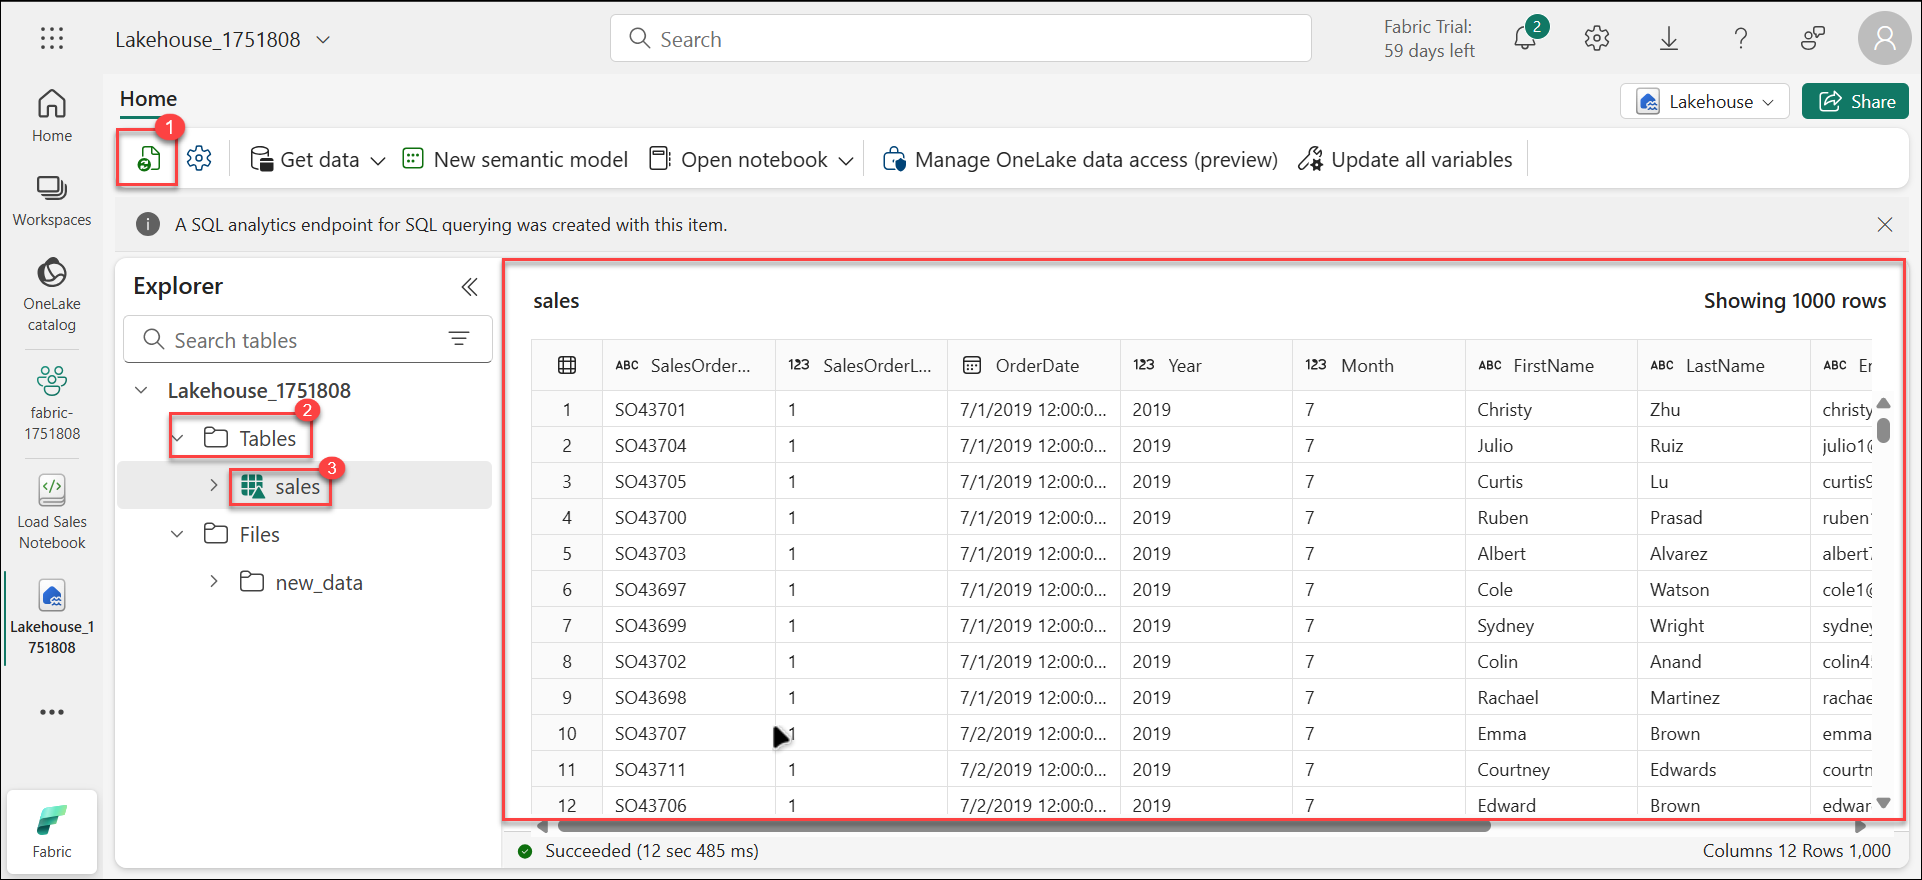 Lakehouse_1751808
Search
Fabric Trial:
59 days left
2
Home
Lakehouse
Share
1
Get data
New semantic model
Open notebook
Manage OneLake data access (preview)
Update all variables
A SQL analytics endpoint for SQL querying was created with this item.
Home
Workspaces
OneLake
catalog
fabric-
1751808
Load Sales
Notebook
Lakehouse_1
751808
Fabric
Explorer
Search tables
Lakehouse_1751808
2
Tables
3
sales
Files
new_data
sales
Showing 1000 rows
ABC SalesOrder... 123 SalesOrderL... OrderDate 123 Year 123 Month ABC FirstName ABC LastName ABC Er
1 SO43701 1 7/1/2019 12:00:0... 2019 7 Christy Zhu christy
2 SO43704 1 7/1/2019 12:00:0... 2019 7 Julio Ruiz julio1@
3 SO43705 1 7/1/2019 12:00:0... 2019 7 Curtis Lu curtis9
4 SO43700 1 7/1/2019 12:00:0... 2019 7 Ruben Prasad ruben
5 SO43703 1 7/1/2019 12:00:0... 2019 7 Albert Alvarez albert7
6 SO43697 1 7/1/2019 12:00:0... 2019 7 Cole Watson cole1@
7 SO43699 1 7/1/2019 12:00:0... 2019 7 Sydney Wright sydney
8 SO43702 1 7/1/2019 12:00:0... 2019 7 Colin Anand colin4
9 SO43698 1 7/1/2019 12:00:0... 2019 7 Rachael Martinez rachae
10 SO43707 1 7/2/2019 12:00:0... 2019 7 Emma Brown emma
11 SO43711 1 7/2/2019 12:00:0... 2019 7 Courtney Edwards courtn
12 SO43706 1 7/2/2019 12:00:0... 2019 7 Edward Brown edwar
Succeeded (12 sec 485 ms)
Columns 12 Rows 1,000